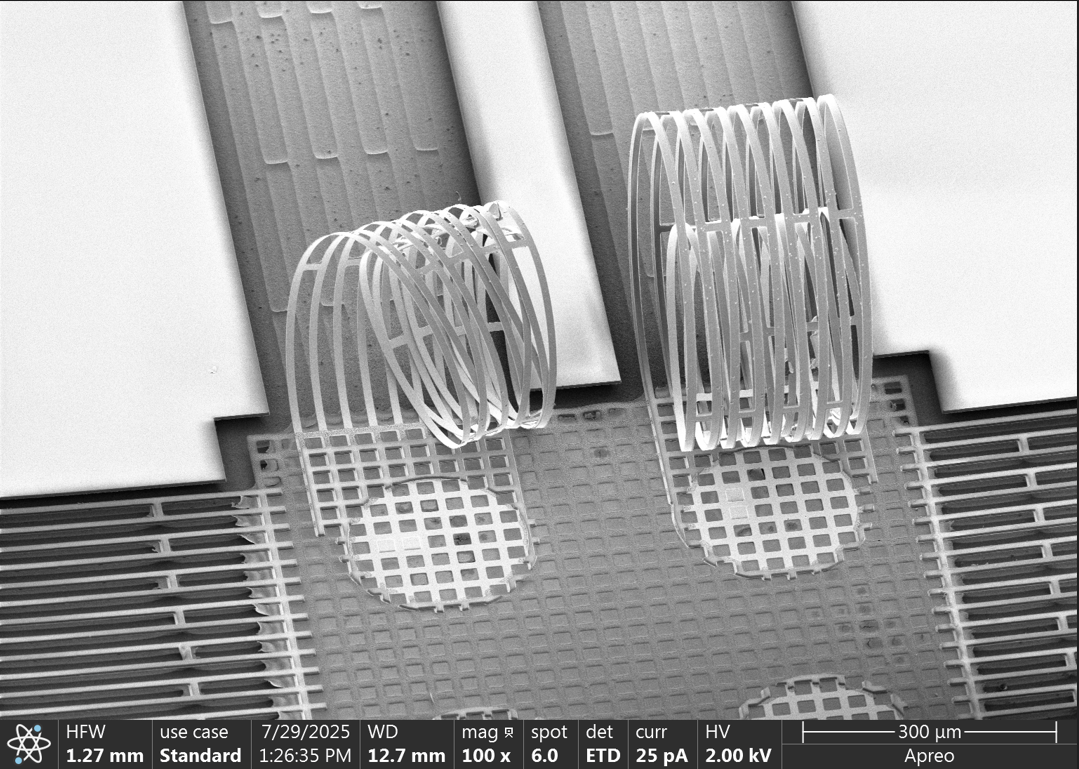 HFW
1.27 mm
use case
Standard
7/29/2025
1:26:35 PM
WD
12.7 mm
mag
100 x
spot
6.0
det
ETD
curr
25 pA
HV
2.00 kV
300 µm
Apreo